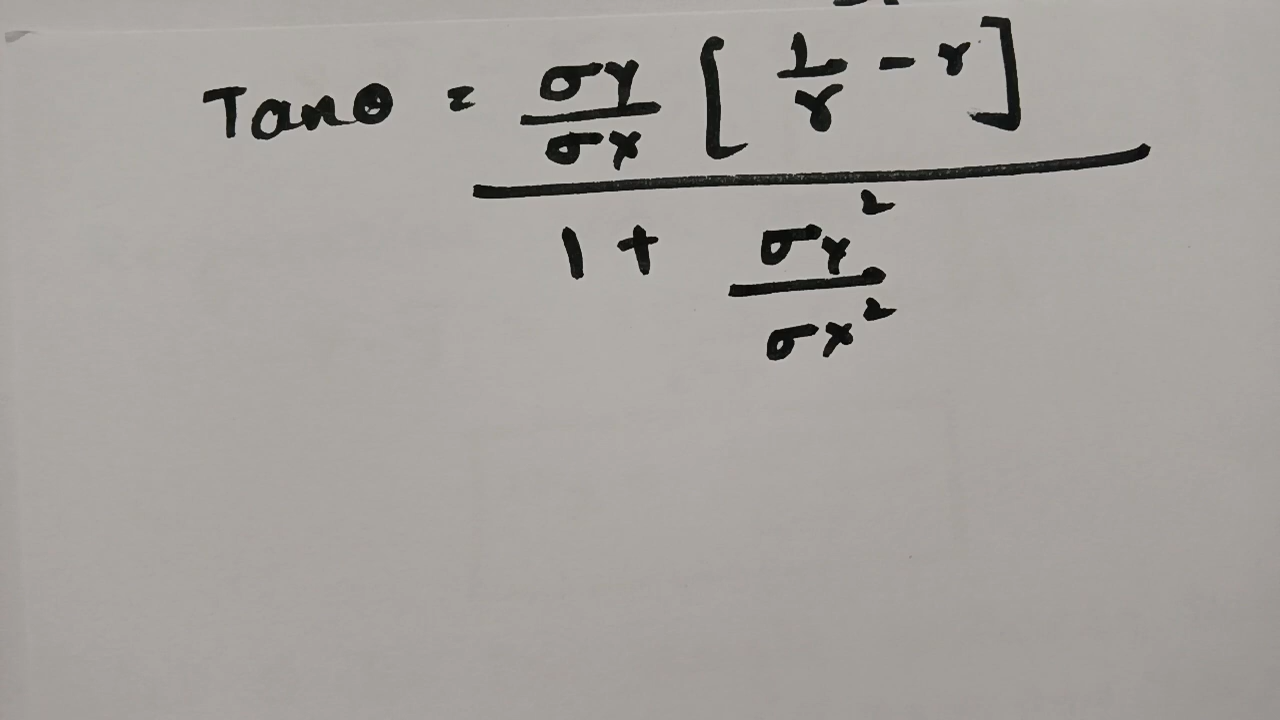 Tanθ = σy/σx [ 1/r - r ]
1 + σy²/σx²